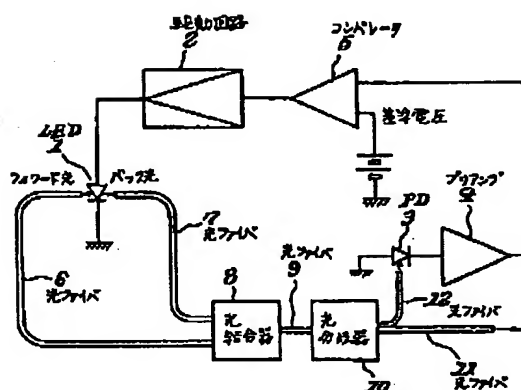 駆動回路
2
コンパレータ
5
基準電圧
LED
1
フォワード光
バック光
プリアンプ
4
PD
3
7
光ファイバ
6
光ファイバ
8
光
結合器
光ファイバ
9
光
分岐器
10
12
光ファイバ
11
光ファイバ